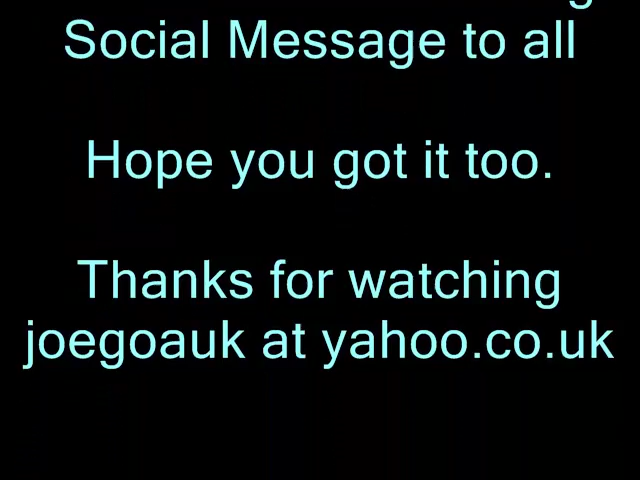 Social Message to all
Hope you got it too.
Thanks for watching
joegoauk at yahoo.co.uk